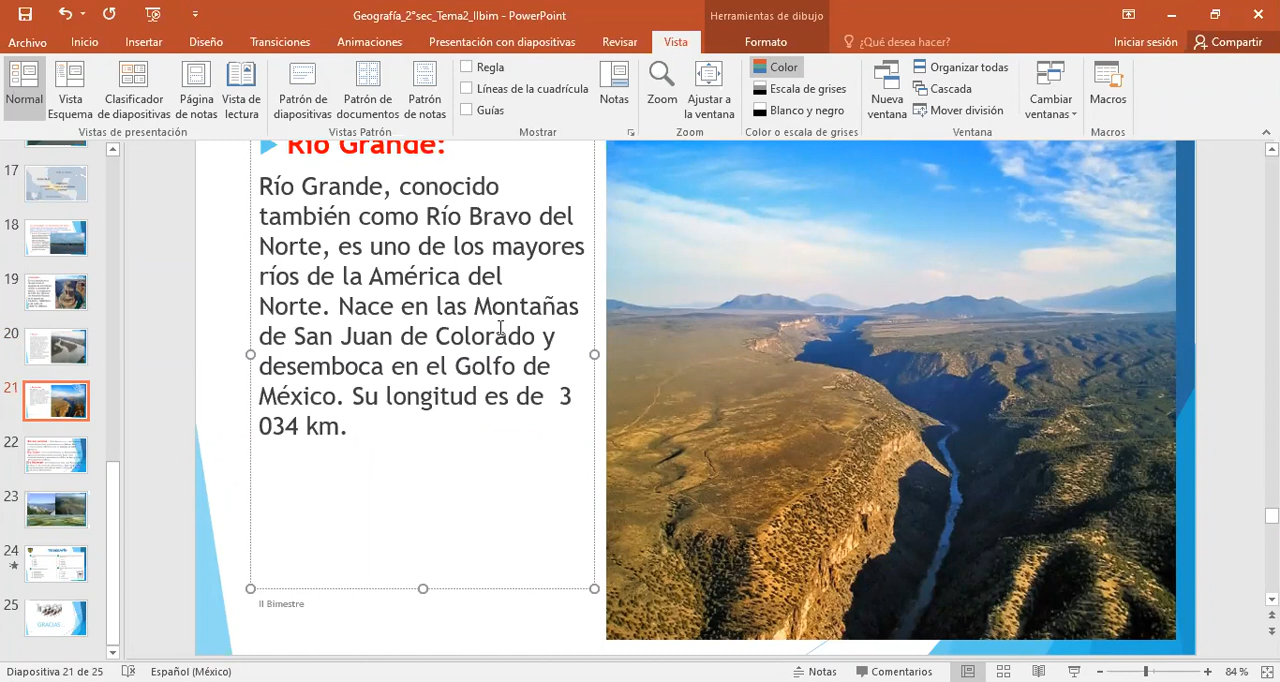 Geografía_2°sec_Tema2_IIbim - PowerPoint
Herramientas de dibujo
Archivo Inicio Insertar Diseño Transiciones Animaciones Presentación con diapositivas Revisar Vista Formato ¿Qué desea hacer? Iniciar sesión Compartir
Normal
Vista Esquema
Clasificador de diapositivas
Página de notas
Vista de lectura
Vistas de presentación
Patrón de diapositivas
Patrón de documentos
Patrón de notas
Vistas Patrón
Regla
Líneas de la cuadrícula
Guías
Mostrar
Notas
Zoom
Ajustar a la ventana
Zoom
Color
Escala de grises
Blanco y negro
Color o escala de grises
Nueva ventana
Organizar todas
Cascada
Mover división
Cambiar ventanas
Ventana
Macros
Macros
17
18
19
20
21
22
23
24
25
GRACIAS
Río Grande:
Río Grande, conocido
también como Río Bravo del
Norte, es uno de los mayores
ríos de la América del
Norte. Nace en las Montañas
de San Juan de Colorado y
desemboca en el Golfo de
México. Su longitud es de 3
034 km.
II Bimestre
Diapositiva 21 de 25 Español (México) Notas Comentarios 84 %